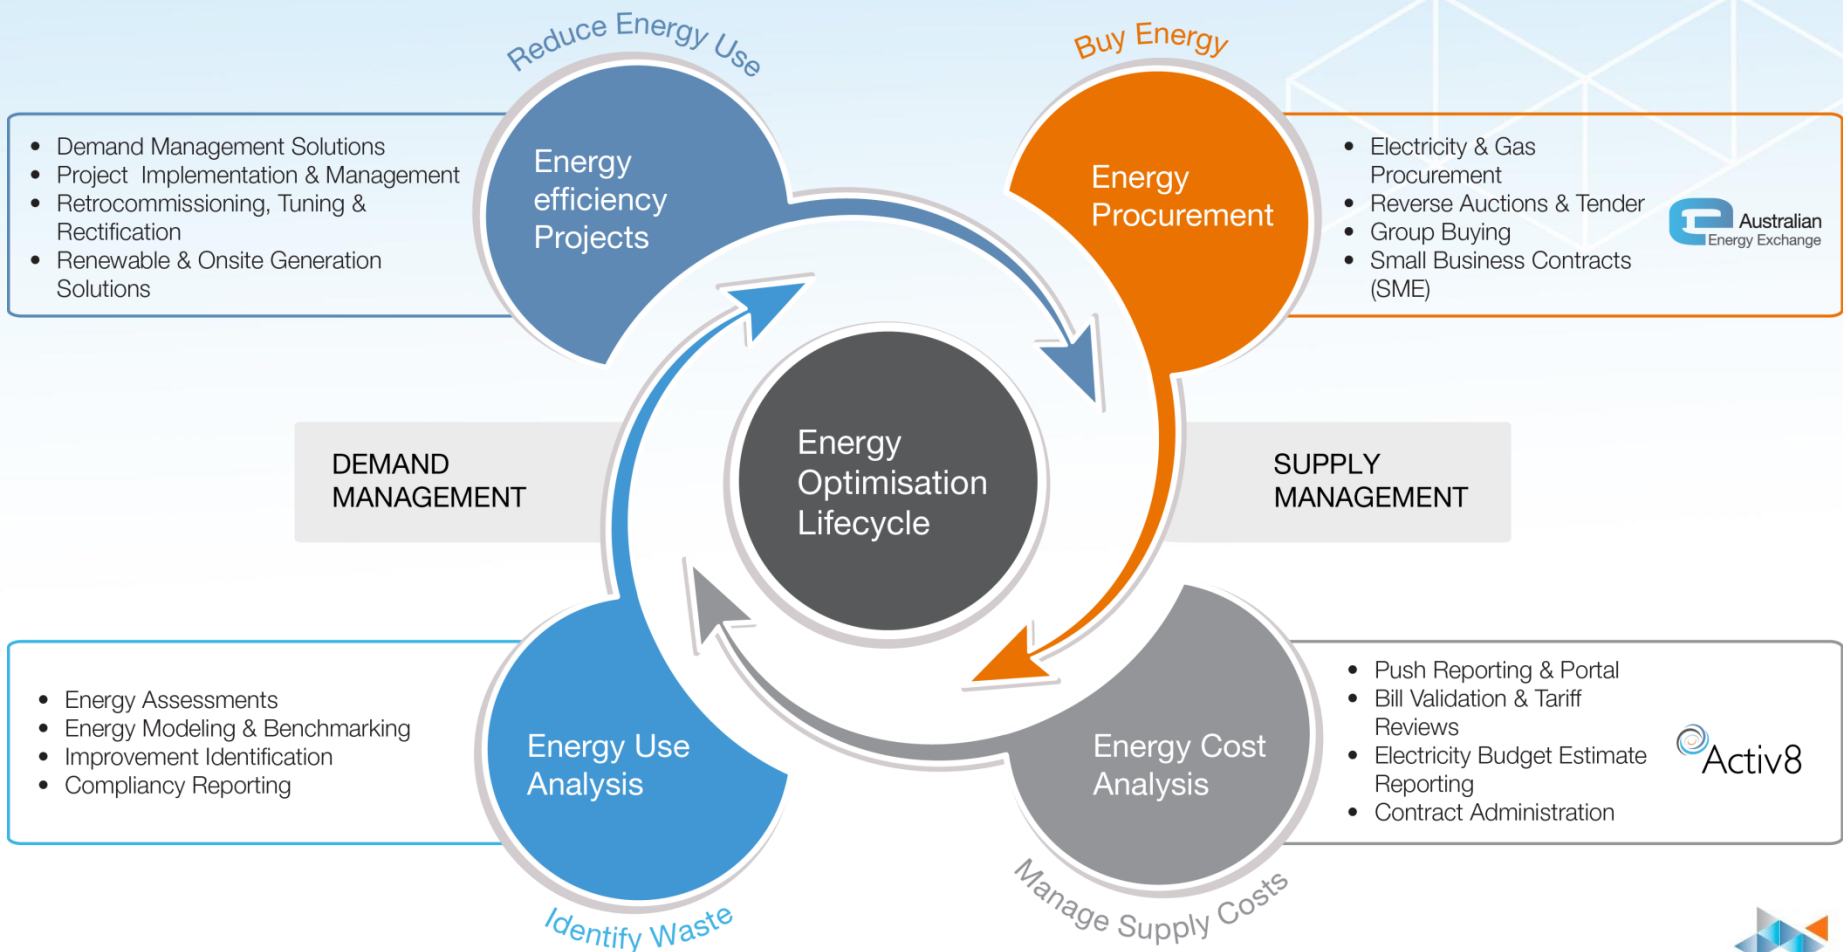 Reduce Energy Use
Buy Energy
• Demand Management Solutions
• Project Implementation & Management
• Retrocommissioning, Tuning &
Rectification
• Renewable & Onsite Generation
Solutions
Energy
efficiency
Projects
Energy
Procurement
• Electricity & Gas
Procurement
• Reverse Auctions & Tender
• Group Buying
• Small Business Contracts
(SME)
Australian
Energy Exchange
DEMAND
MANAGEMENT
Energy
Optimisation
Lifecycle
SUPPLY
MANAGEMENT
• Energy Assessments
• Energy Modeling & Benchmarking
• Improvement Identification
• Compliancy Reporting
Energy Use
Analysis
Energy Cost
Analysis
• Push Reporting & Portal
• Bill Validation & Tariff
Reviews
• Electricity Budget Estimate
Reporting
• Contract Administration
Activ8
Identify Waste
Manage Supply Costs